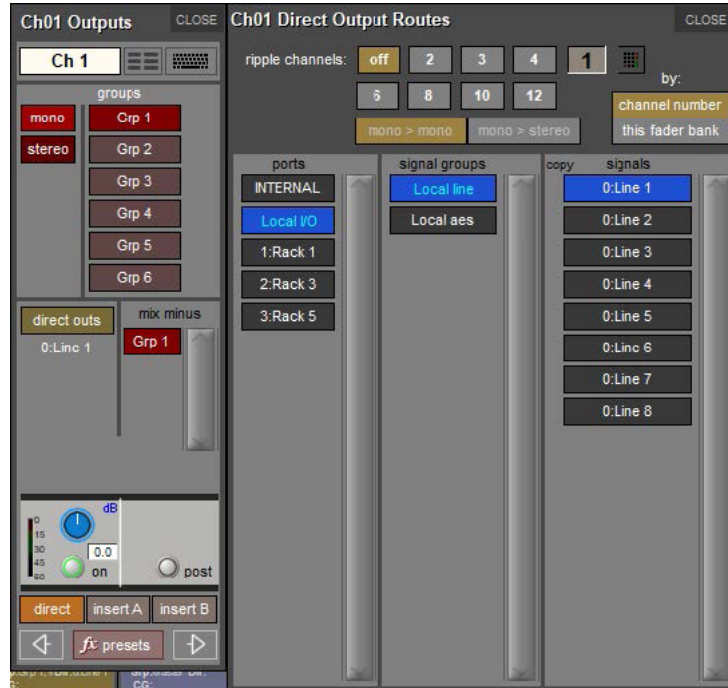 Ch01 Outputs CLOSE
Ch 1
groups
mono
stereo
Grp 1
Grp 2
Grp 3
Grp 4
Grp 5
Grp 6
direct outs
0:Line 1
mix minus
Grp 1
dB
0
15
30
45
60
0.0
on
post
direct insert A insert B
fx presets
Ch01 Direct Output Routes CLOSE
ripple channels: off 2 3 4 1
6 8 10 12
mono > mono mono > stereo
by:
channel number
this fader bank
ports
INTERNAL
Local I/O
1:Rack 1
2:Rack 3
3:Rack 5
signal groups
Local line
Local aes
copy signals
0:Line 1
0:Line 2
0:Line 3
0:Line 4
0:Line 5
0:Line 6
0:Line 7
0:Line 8
CG: